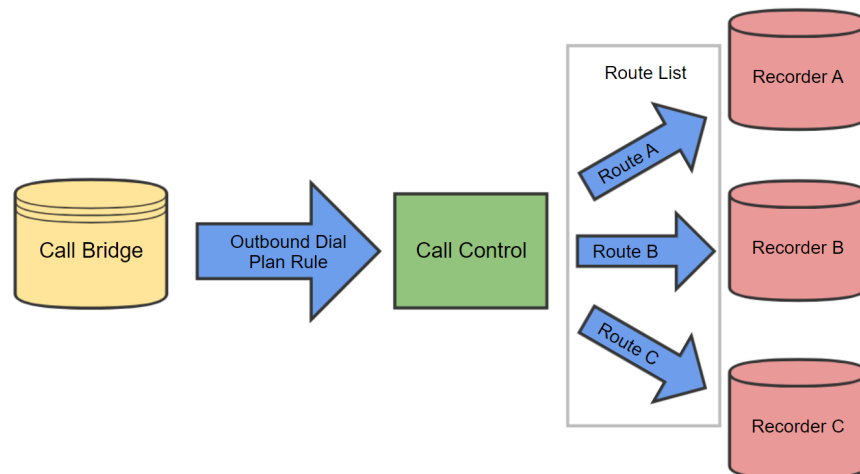 Route List
Recorder A
Route A
Call Bridge
Outbound Dial
Plan Rule
Call Control
Route B
Recorder B
Route C
Recorder C